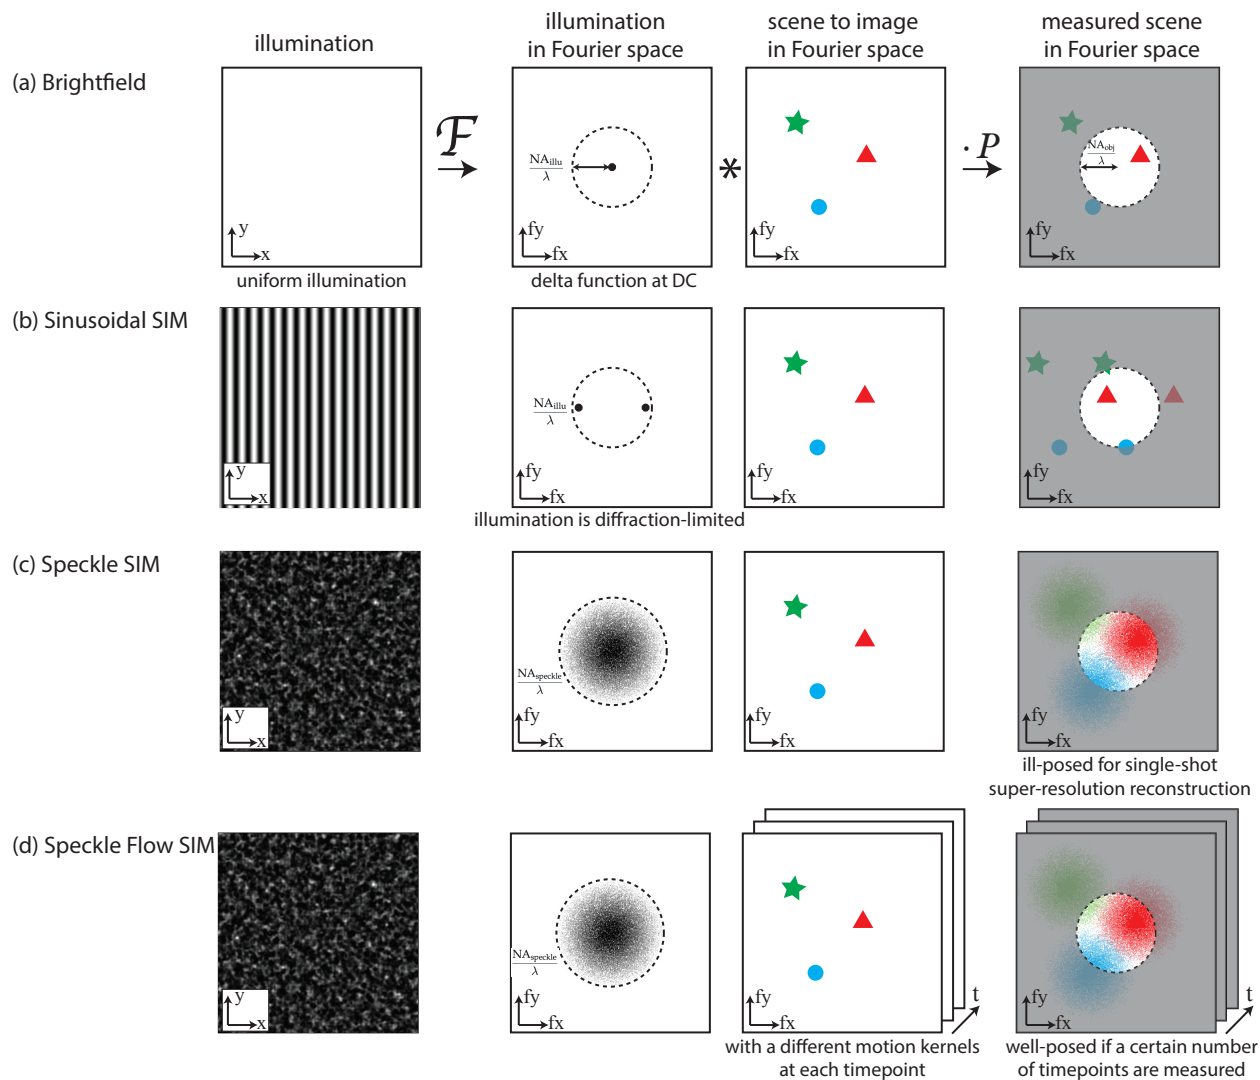 illumination
illumination
in Fourier space
scene to image
in Fourier space
measured scene
in Fourier space
(a) Brightfield
y
x
uniform illumination
ℱ
NAillu
λ
fy
fx
delta function at DC
*
fy
fx
· P
NAobj
λ
fy
fx
(b) Sinusoidal SIM
y
x
NAillu
λ
fy
fx
illumination is diffraction-limited
fy
fx
fy
fx
(c) Speckle SIM
y
x
NAspeckle
λ
fy
fx
fy
fx
fy
fx
ill-posed for single-shot
super-resolution reconstruction
(d) Speckle Flow SIM
y
x
NAspeckle
λ
fy
fx
fy
fx
t
with a different motion kernels
at each timepoint
fy
fx
t
well-posed if a certain number
of timepoints are measured